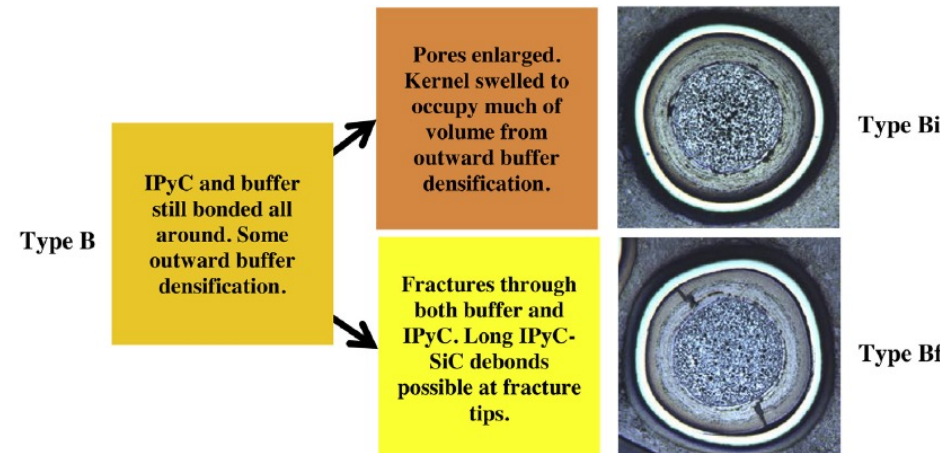 Type B
IPyC and buffer
still bonded all
around. Some
outward buffer
densification.
Pores enlarged.
Kernel swelled to
occupy much of
volume from
outward buffer
densification.
Type Bi
Fractures through
both buffer and
IPyC. Long IPyC-
SiC debonds
possible at fracture
tips.
Type Bf